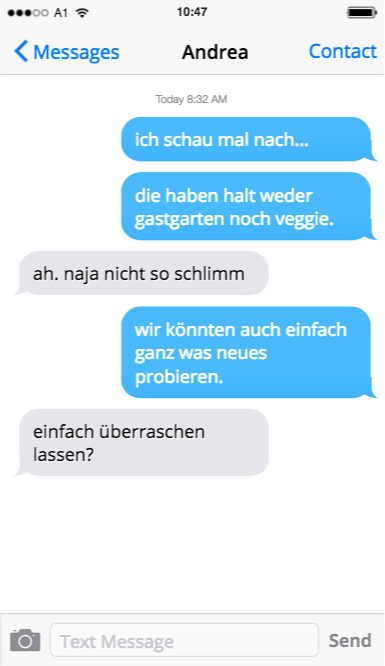 A1 10:47
Messages Andrea Contact
Today 8:32 AM
ich schau mal nach...
die haben halt weder
gastgarten noch veggie.
ah. naja nicht so schlimm
wir könnten auch einfach
ganz was neues
probieren.
einfach überraschen
lassen?
Text Message Send